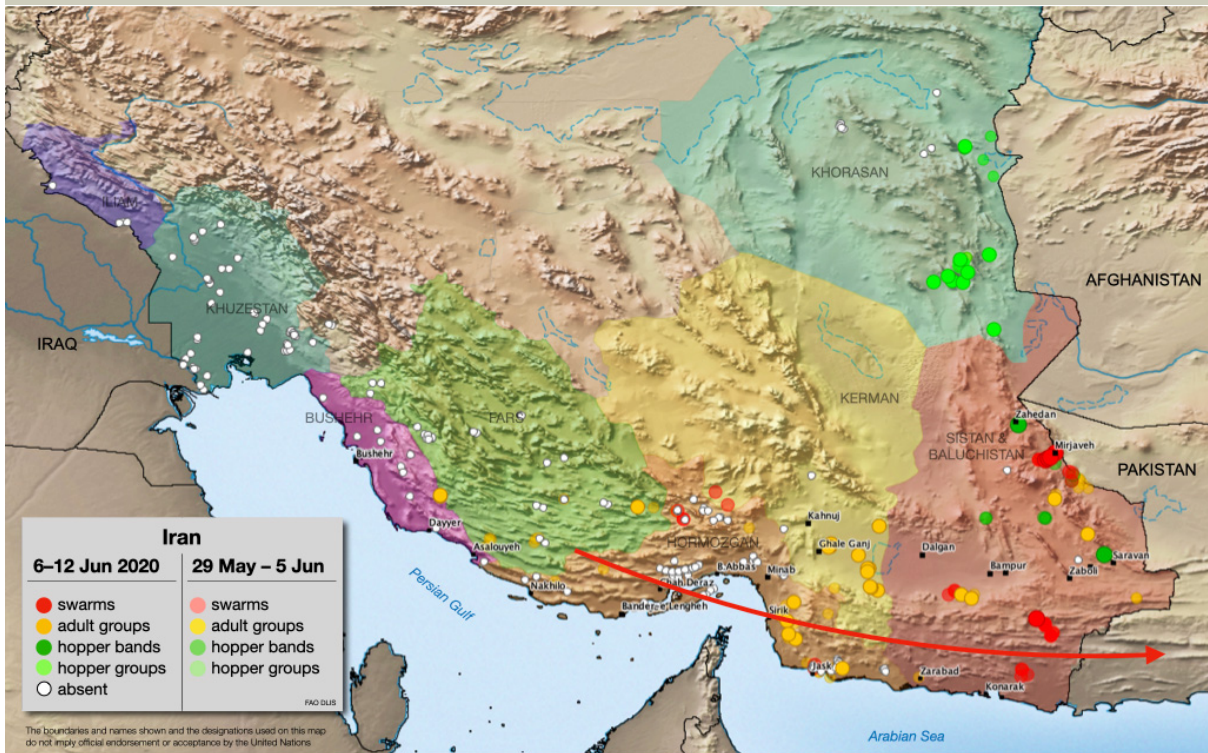 KHORASAN
ILIAM
AFGHANISTAN
KHUZESTAN
IRAQ
KERMAN
BUSHEHR
FARS
Zahedan
SISTAN &
BALUCHISTAN
Mirjaveh
Bushehr
PAKISTAN
Dayyer
Kahnuj
Asalouyeh
HORMOZGAN
Ghale Ganj
Dalgan
Saravan
Bampur
Zaboli
B.Abbas
Minab
Nakhilo
Persian Gulf
Bander-e Lengheh
Sirik
Jask
Zarabad
Konarak
Arabian Sea
Iran
6–12 Jun 2020
29 May – 5 Jun
swarms
swarms
adult groups
adult groups
hopper bands
hopper bands
hopper groups
hopper groups
absent
FAO DLIS
The boundaries and names shown and the designations used on this map
do not imply official endorsement or acceptance by the United Nations